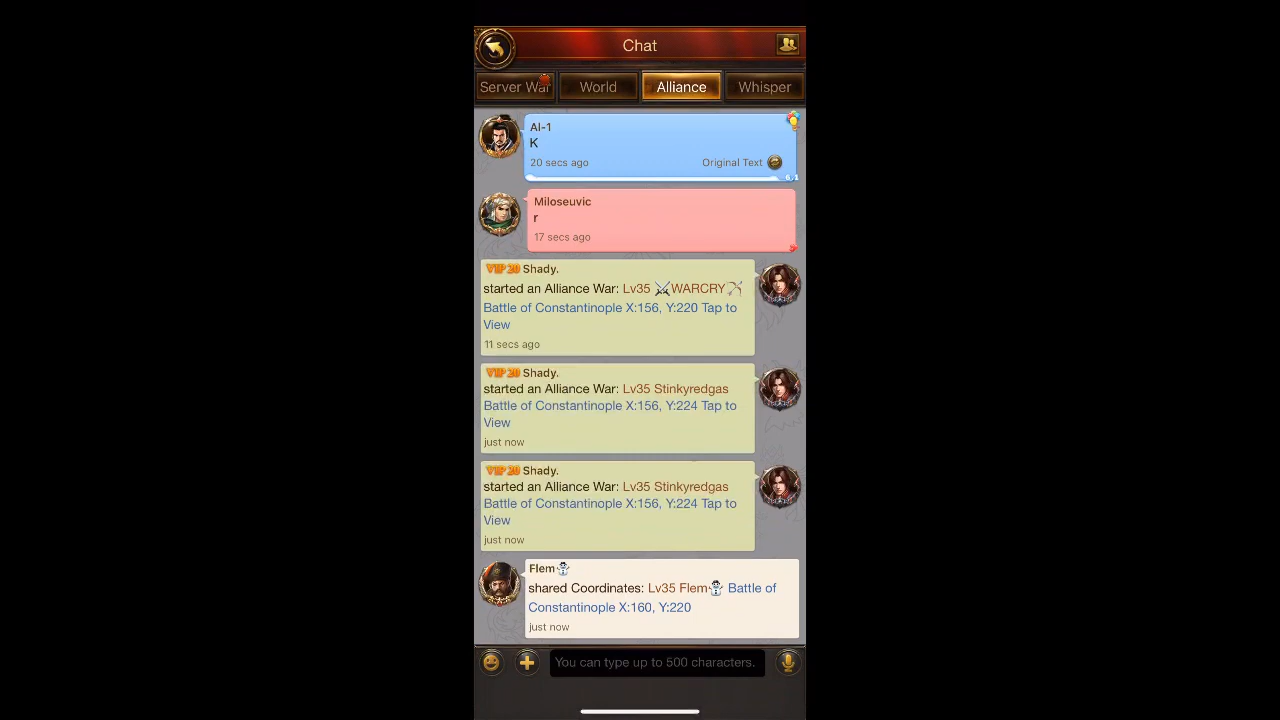 Chat
Server War World Alliance Whisper
Al-1
K
20 secs ago Original Text
Miloseuvic
r
17 secs ago
VIP 20 Shady.
started an Alliance War: Lv35 ⚔WARCRY🏹
Battle of Constantinople X:156, Y:220 Tap to
View
11 secs ago
VIP 20 Shady.
started an Alliance War: Lv35 Stinkyredgas
Battle of Constantinople X:156, Y:224 Tap to
View
just now
VIP 20 Shady.
started an Alliance War: Lv35 Stinkyredgas
Battle of Constantinople X:156, Y:224 Tap to
View
just now
Flem☃
shared Coordinates: Lv35 Flem☃ Battle of
Constantinople X:160, Y:220
just now
You can type up to 500 characters.